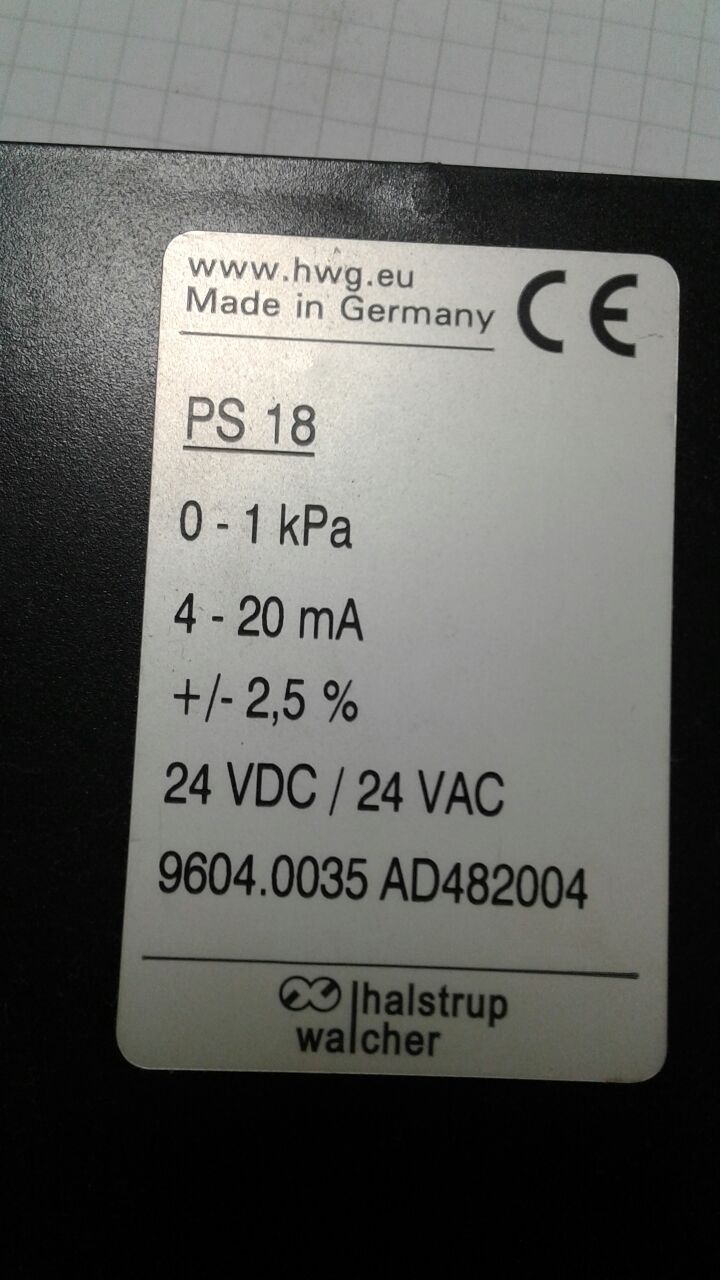 www.hwg.eu
Made in Germany
CE
PS 18
0 - 1 kPa
4 - 20 mA
+/- 2,5 %
24 VDC / 24 VAC
9604.0035 AD482004
halstrup
walcher